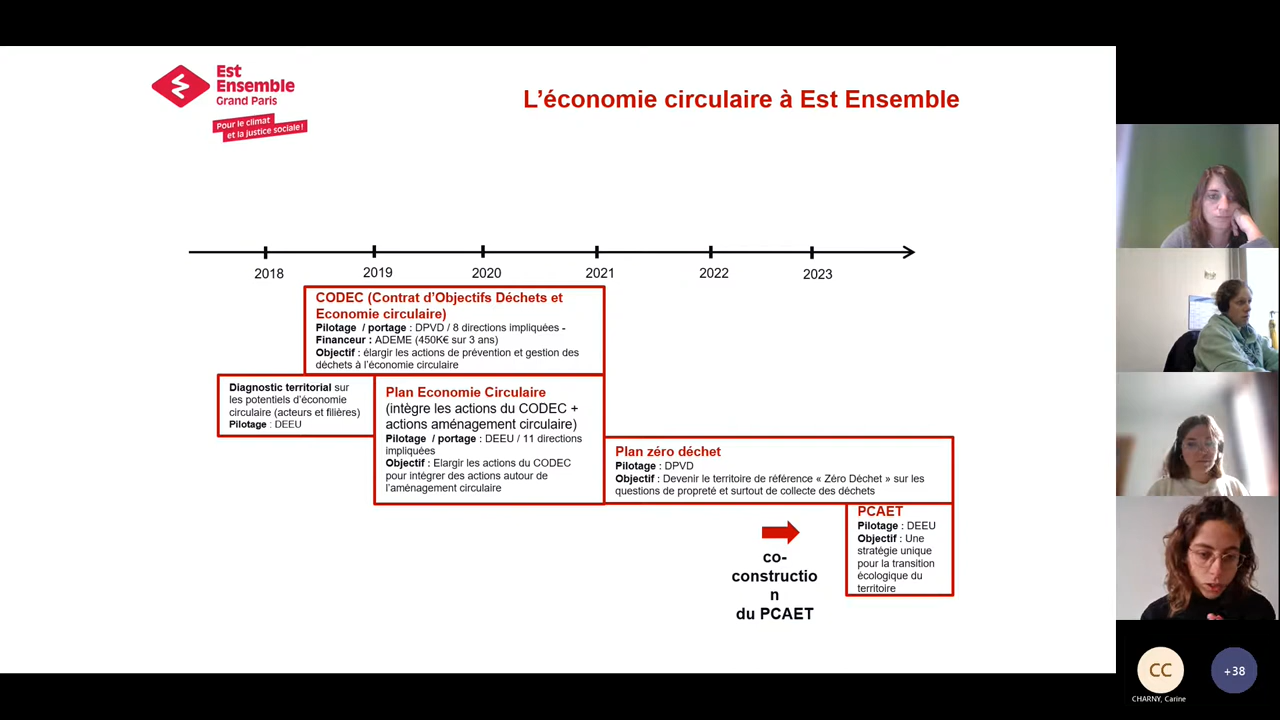 Est
Ensemble
Grand Paris
Pour le climat
et la justice sociale !
L’économie circulaire à Est Ensemble
2018
2019
2020
2021
2022
2023
CODEC (Contrat d’Objectifs Déchets et
Economie circulaire)
Pilotage / portage : DPVD / 8 directions impliquées -
Financeur : ADEME (450K€ sur 3 ans)
Objectif : élargir les actions de prévention et gestion des
déchets à l’économie circulaire
Diagnostic territorial sur
les potentiels d’économie
circulaire (acteurs et filières)
Pilotage : DEEU
Plan Economie Circulaire
(intègre les actions du CODEC +
actions aménagement circulaire)
Pilotage / portage : DEEU / 11 directions
impliquées
Objectif : Elargir les actions du CODEC
pour intégrer des actions autour de
l’aménagement circulaire
Plan zéro déchet
Pilotage : DPVD
Objectif : Devenir le territoire de référence « Zéro Déchet » sur les
questions de propreté et surtout de collecte des déchets
PCAET
Pilotage : DEEU
Objectif : Une
stratégie unique
pour la transition
écologique du
territoire
co-
constructio
n
du PCAET
CC
CHARNY, Carine
+38